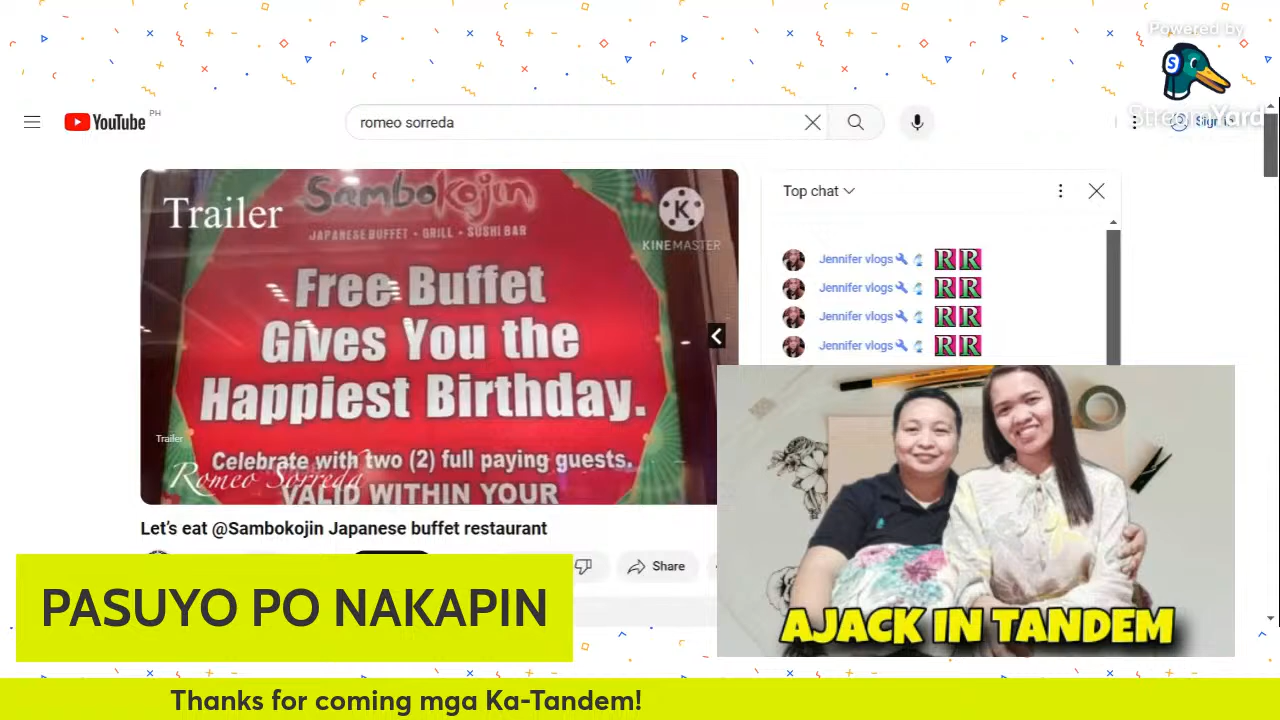 Powered by
StreamYard
YouTube PH
romeo sorreda
Sign in
Top chat
Trailer
Sambokojin
JAPANESE BUFFET • GRILL • SUSHI BAR
KINEMASTER
Free Buffet
Gives You the
Happiest Birthday.
Celebrate with two (2) full paying guests.
VALID WITHIN YOUR
Trailer
Romeo Sorreda
Jennifer vlogs
Jennifer vlogs
Jennifer vlogs
Jennifer vlogs
Let's eat @Sambokojin Japanese buffet restaurant
Share
AJACK IN TANDEM
PASUYO PO NAKAPIN
Thanks for coming mga Ka-Tandem!